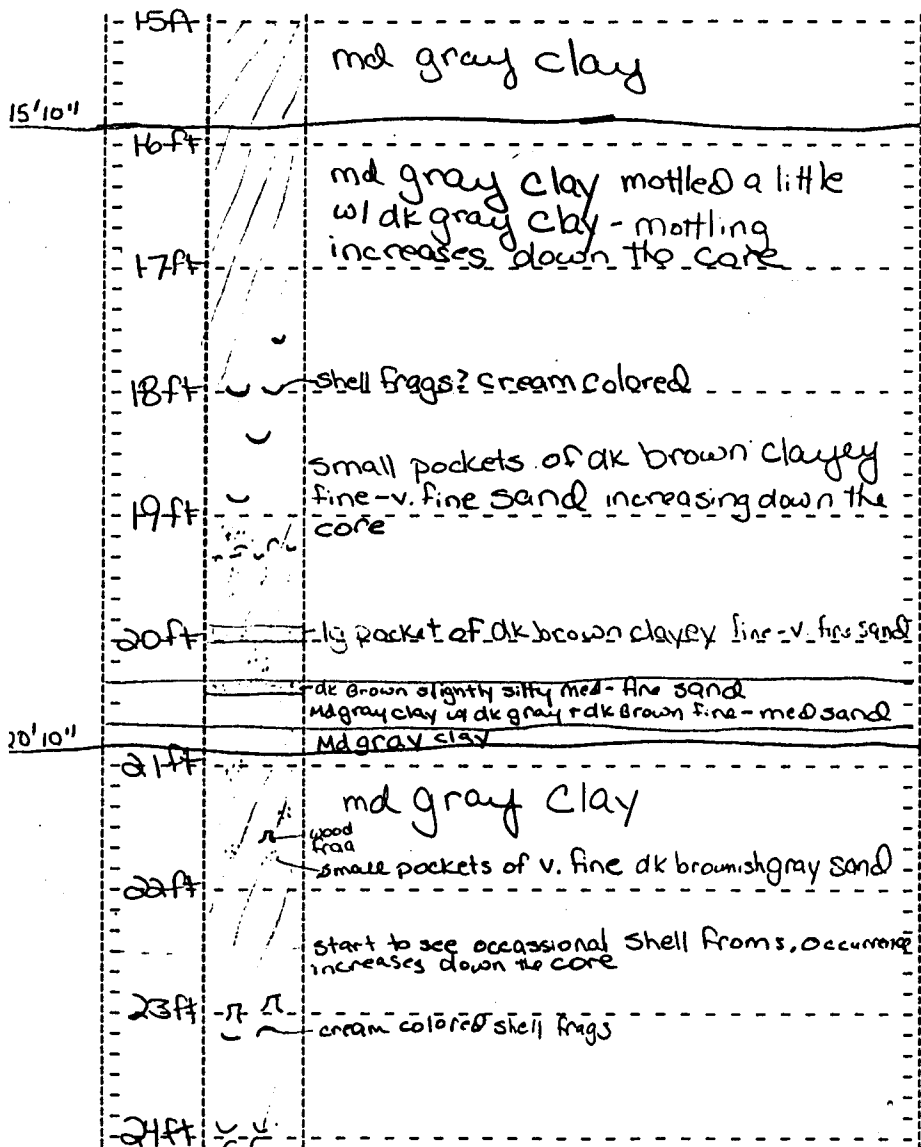 15ft
md gray clay
15'10"
16ft
md gray clay mottled a little
w/ dk gray clay - mottling
increases down the core
17ft
18ft
shell frags? cream colored
small pockets of dk brown clayey
fine-v. fine sand increasing down the
core
19ft
20ft
lg pocket of dk brown clayey fine-v. fine sand
dk Brown slightly silty med-fine sand
Md gray clay w/ dk gray + dk Brown fine-med sand
Md gray clay
20'10"
21ft
md gray clay
wood
frag
small pockets of v. fine dk brownish gray sand
22ft
start to see occassional shell froms, occurrence
increases down the core
23ft
cream colored shell frags
24ft